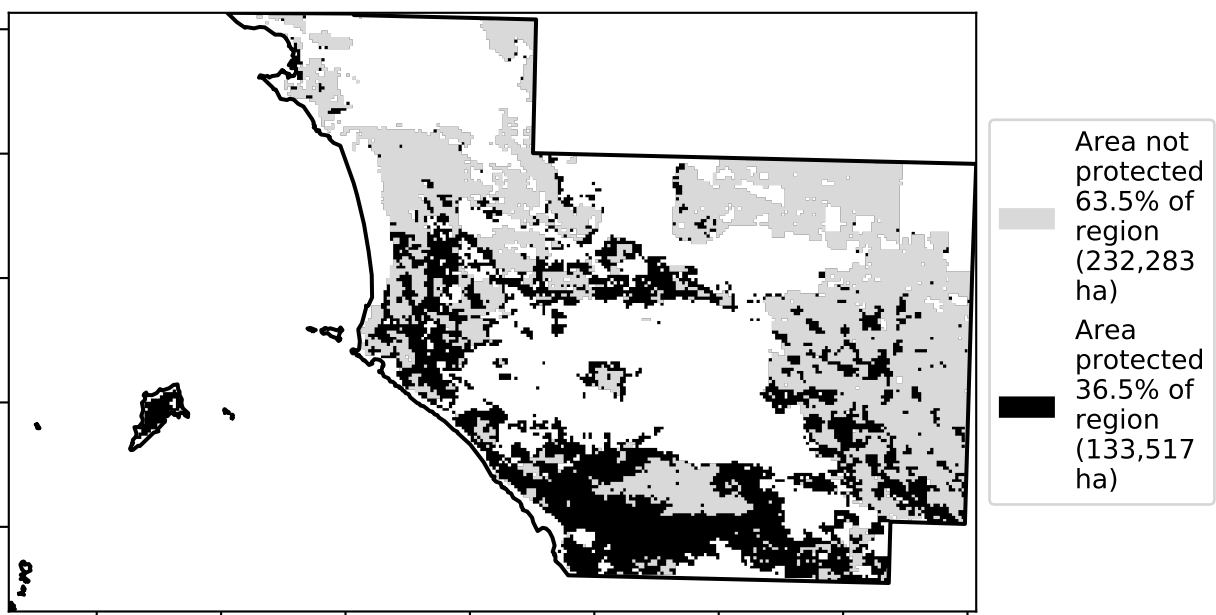 Area not
protected
63.5% of
region
(232,283
ha)
Area
protected
36.5% of
region
(133,517
ha)